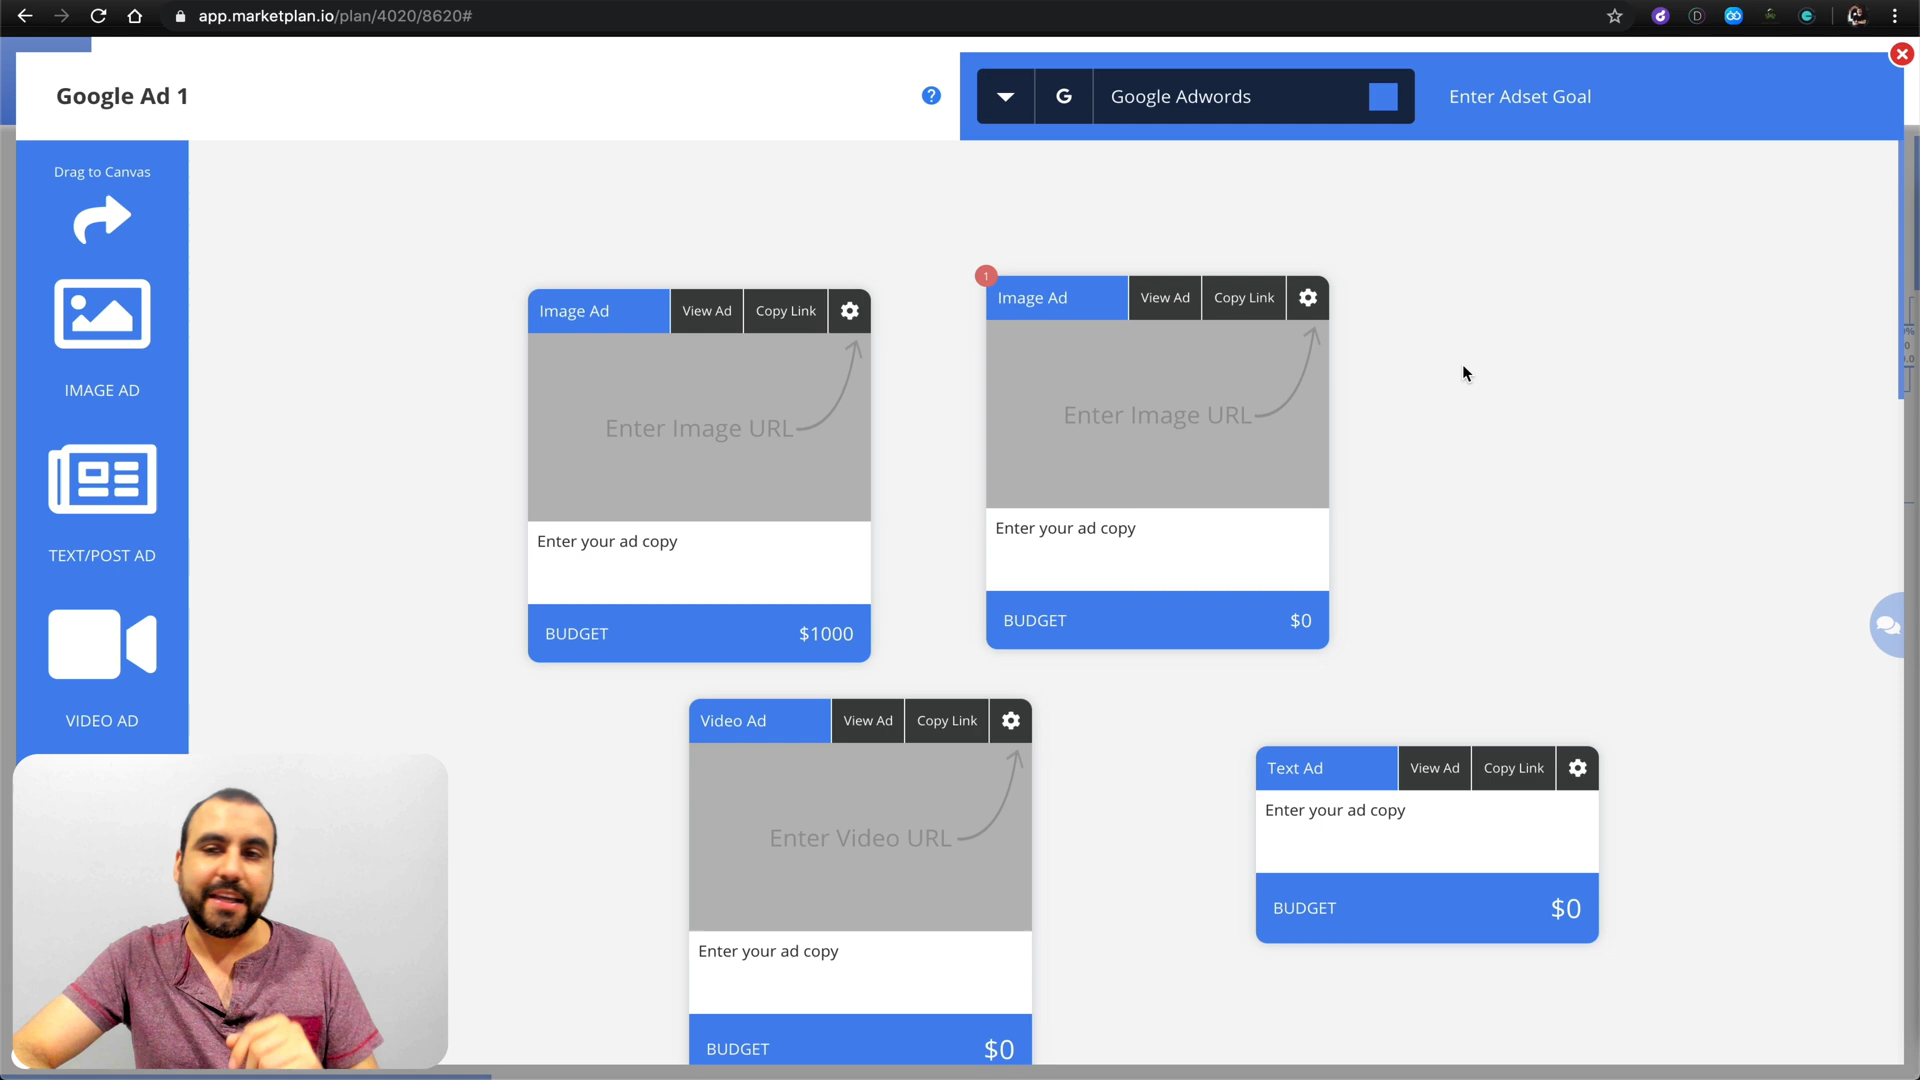 app.marketplan.io/plan/4020/8620#
Google Ad 1
?
G
Google Adwords
Enter Adset Goal
Drag to Canvas
IMAGE AD
TEXT/POST AD
VIDEO AD
Image Ad
View Ad
Copy Link
Enter Image URL
Enter your ad copy
BUDGET
$1000
1
Image Ad
View Ad
Copy Link
Enter Image URL
Enter your ad copy
BUDGET
$0
Video Ad
View Ad
Copy Link
Enter Video URL
Enter your ad copy
BUDGET
$0
Text Ad
View Ad
Copy Link
Enter your ad copy
BUDGET
$0